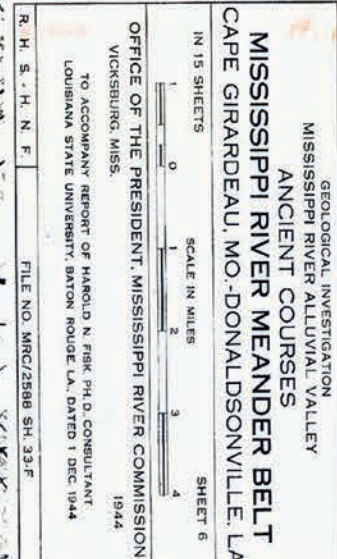 GEOLOGICAL INVESTIGATION
MISSISSIPPI RIVER ALLUVIAL VALLEY
ANCIENT COURSES
MISSISSIPPI RIVER MEANDER BELT
CAPE GIRARDEAU, MO.-DONALDSONVILLE, LA
IN 15 SHEETS
SHEET 6
SCALE IN MILES
1 0 1 2 3 4
OFFICE OF THE PRESIDENT, MISSISSIPPI RIVER COMMISSION
VICKSBURG, MISS.
1944
TO ACCOMPANY REPORT OF HAROLD N. FISK, PH.D., CONSULTANT
LOUISIANA STATE UNIVERSITY, BATON ROUGE, LA., DATED 1 DEC. 1944
R. H. S. - H. N. F.
FILE NO. MRC/2588 SH. 33-F